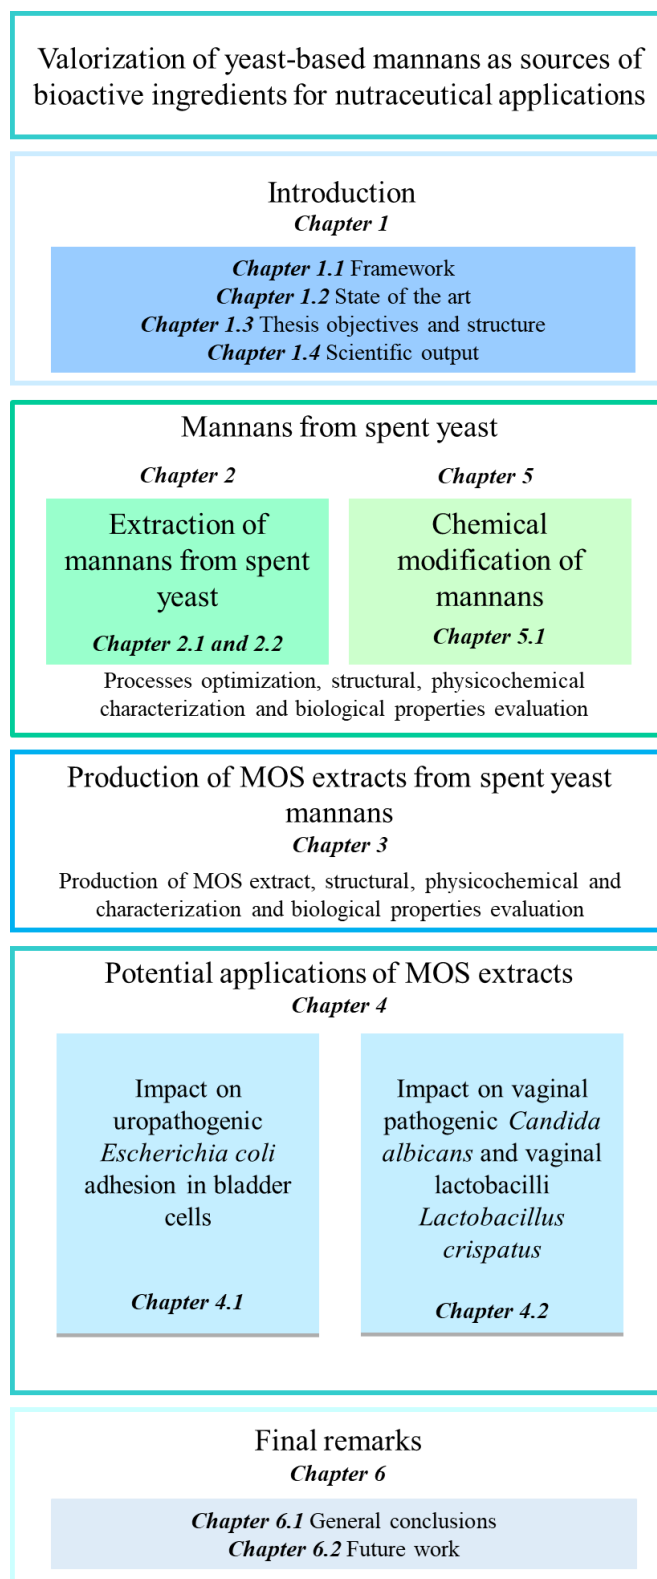 Valorization of yeast-based mannans as sources of
bioactive ingredients for nutraceutical applications
Introduction
Chapter 1
Chapter 1.1 Framework
Chapter 1.2 State of the art
Chapter 1.3 Thesis objectives and structure
Chapter 1.4 Scientific output
Mannans from spent yeast
Chapter 2
Extraction of
mannans from spent
yeast
Chapter 2.1 and 2.2
Chapter 5
Chemical
modification of
mannans
Chapter 5.1
Processes optimization, structural, physicochemical
characterization and biological properties evaluation
Production of MOS extracts from spent yeast
mannans
Chapter 3
Production of MOS extract, structural, physicochemical and
characterization and biological properties evaluation
Potential applications of MOS extracts
Chapter 4
Impact on
uropathogenic
Escherichia coli
adhesion in bladder
cells
Chapter 4.1
Impact on vaginal
pathogenic Candida
albicans and vaginal
lactobacilli
Lactobacillus
crispatus
Chapter 4.2
Final remarks
Chapter 6
Chapter 6.1 General conclusions
Chapter 6.2 Future work